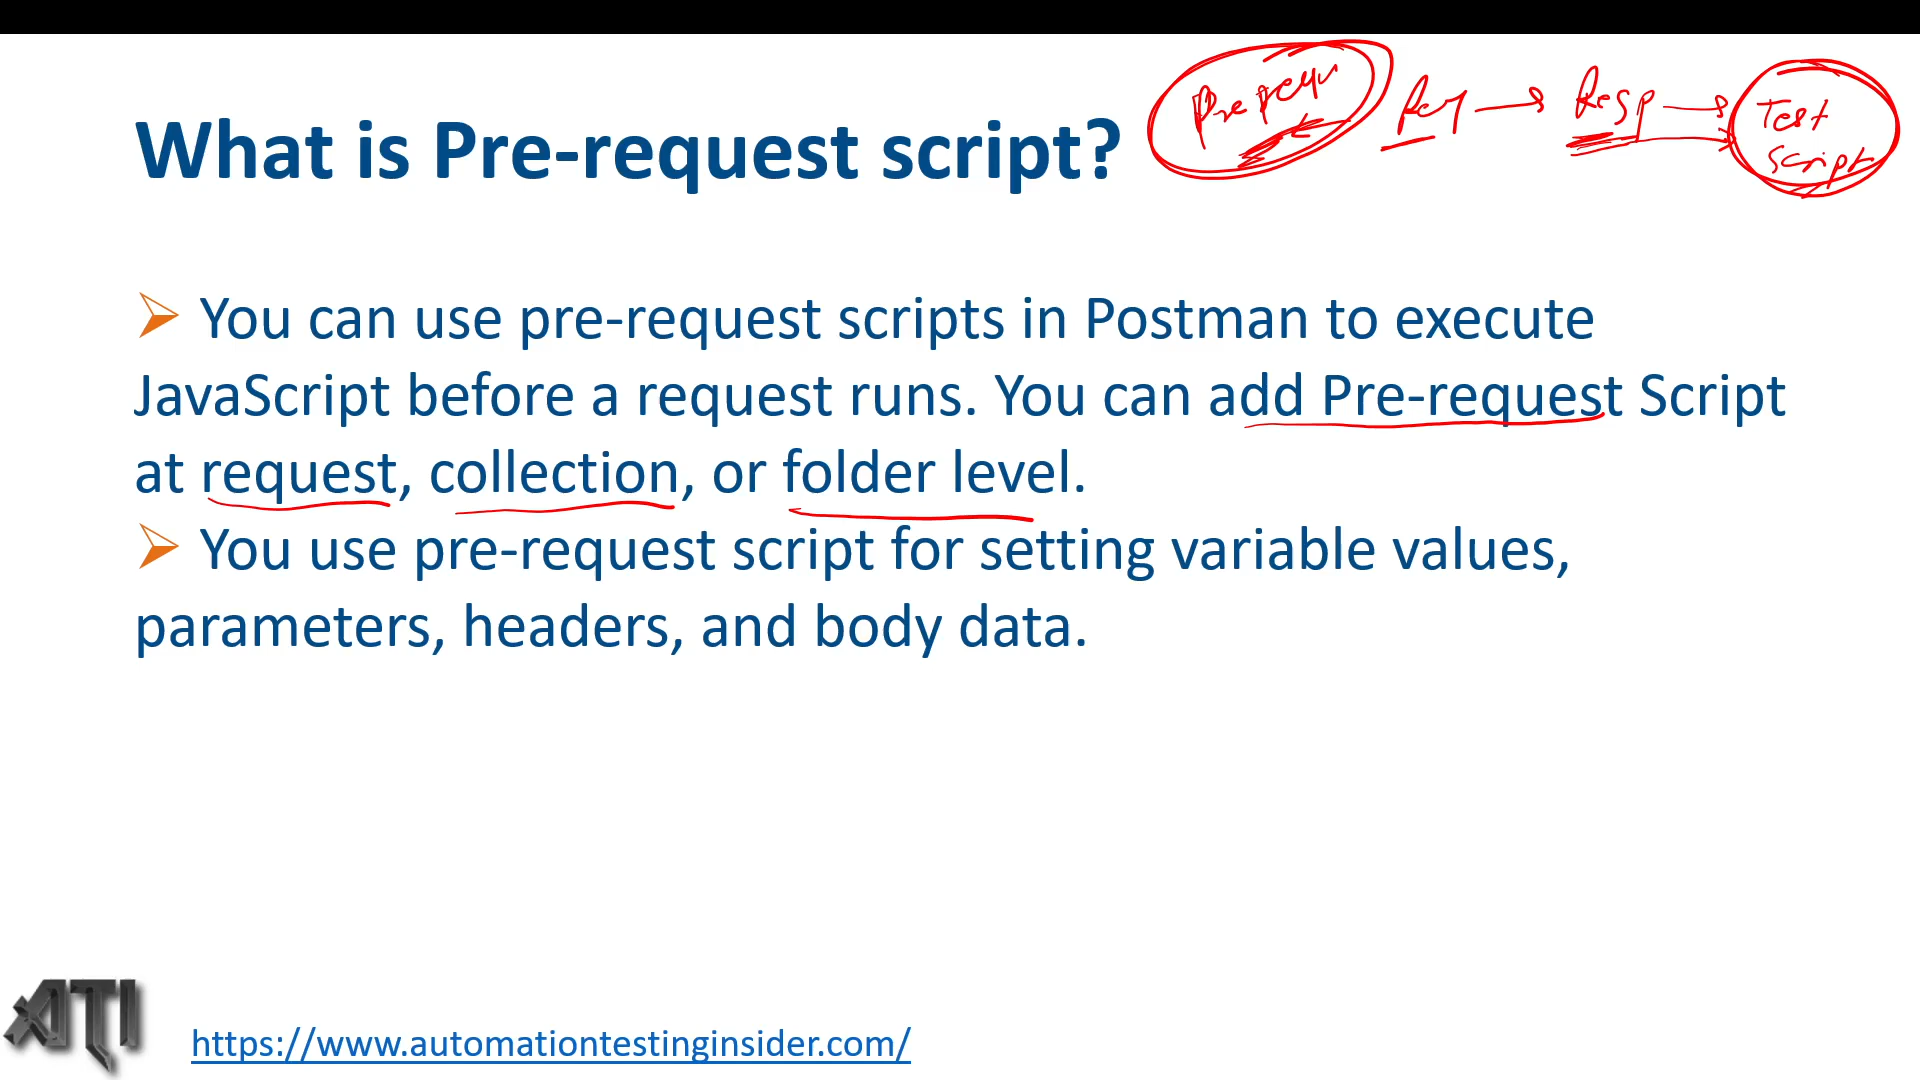 What is Pre-request script?
Pre requ
Req
Resp
Test
Script
You can use pre-request scripts in Postman to execute
JavaScript before a request runs. You can add Pre-request Script
at request, collection, or folder level.
You use pre-request script for setting variable values,
parameters, headers, and body data.
ATI
https://www.automationtestinginsider.com/